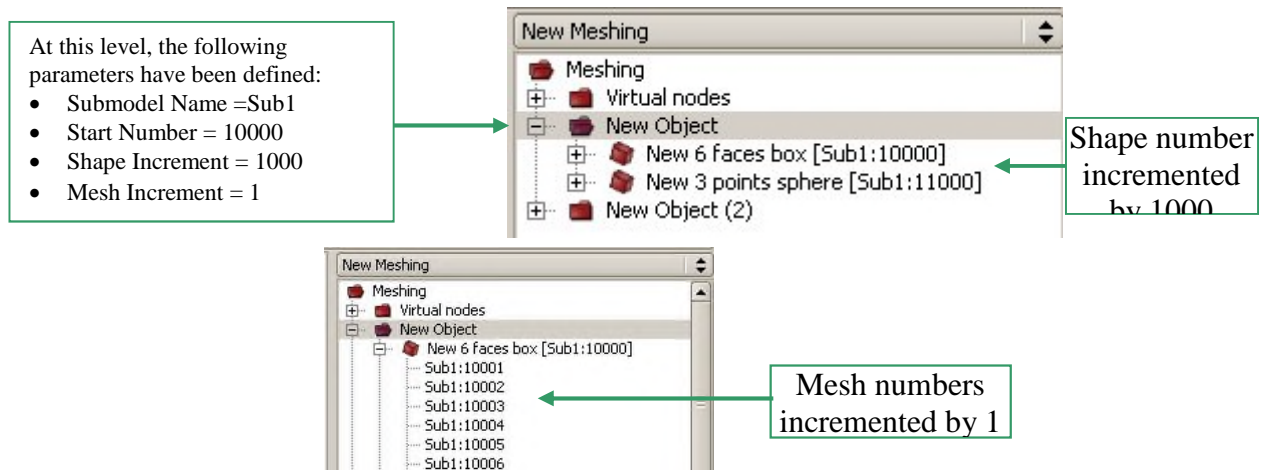 At this level, the following
parameters have been defined:
• Submodel Name =Sub1
• Start Number = 10000
• Shape Increment = 1000
• Mesh Increment = 1
New Meshing
Meshing
Virtual nodes
New Object
New 6 faces box [Sub1:10000]
New 3 points sphere [Sub1:11000]
New Object (2)
Shape number
incremented
by 1000
New Meshing
Meshing
Virtual nodes
New Object
New 6 faces box [Sub1:10000]
Sub1:10001
Sub1:10002
Sub1:10003
Sub1:10004
Sub1:10005
Sub1:10006
Mesh numbers
incremented by 1